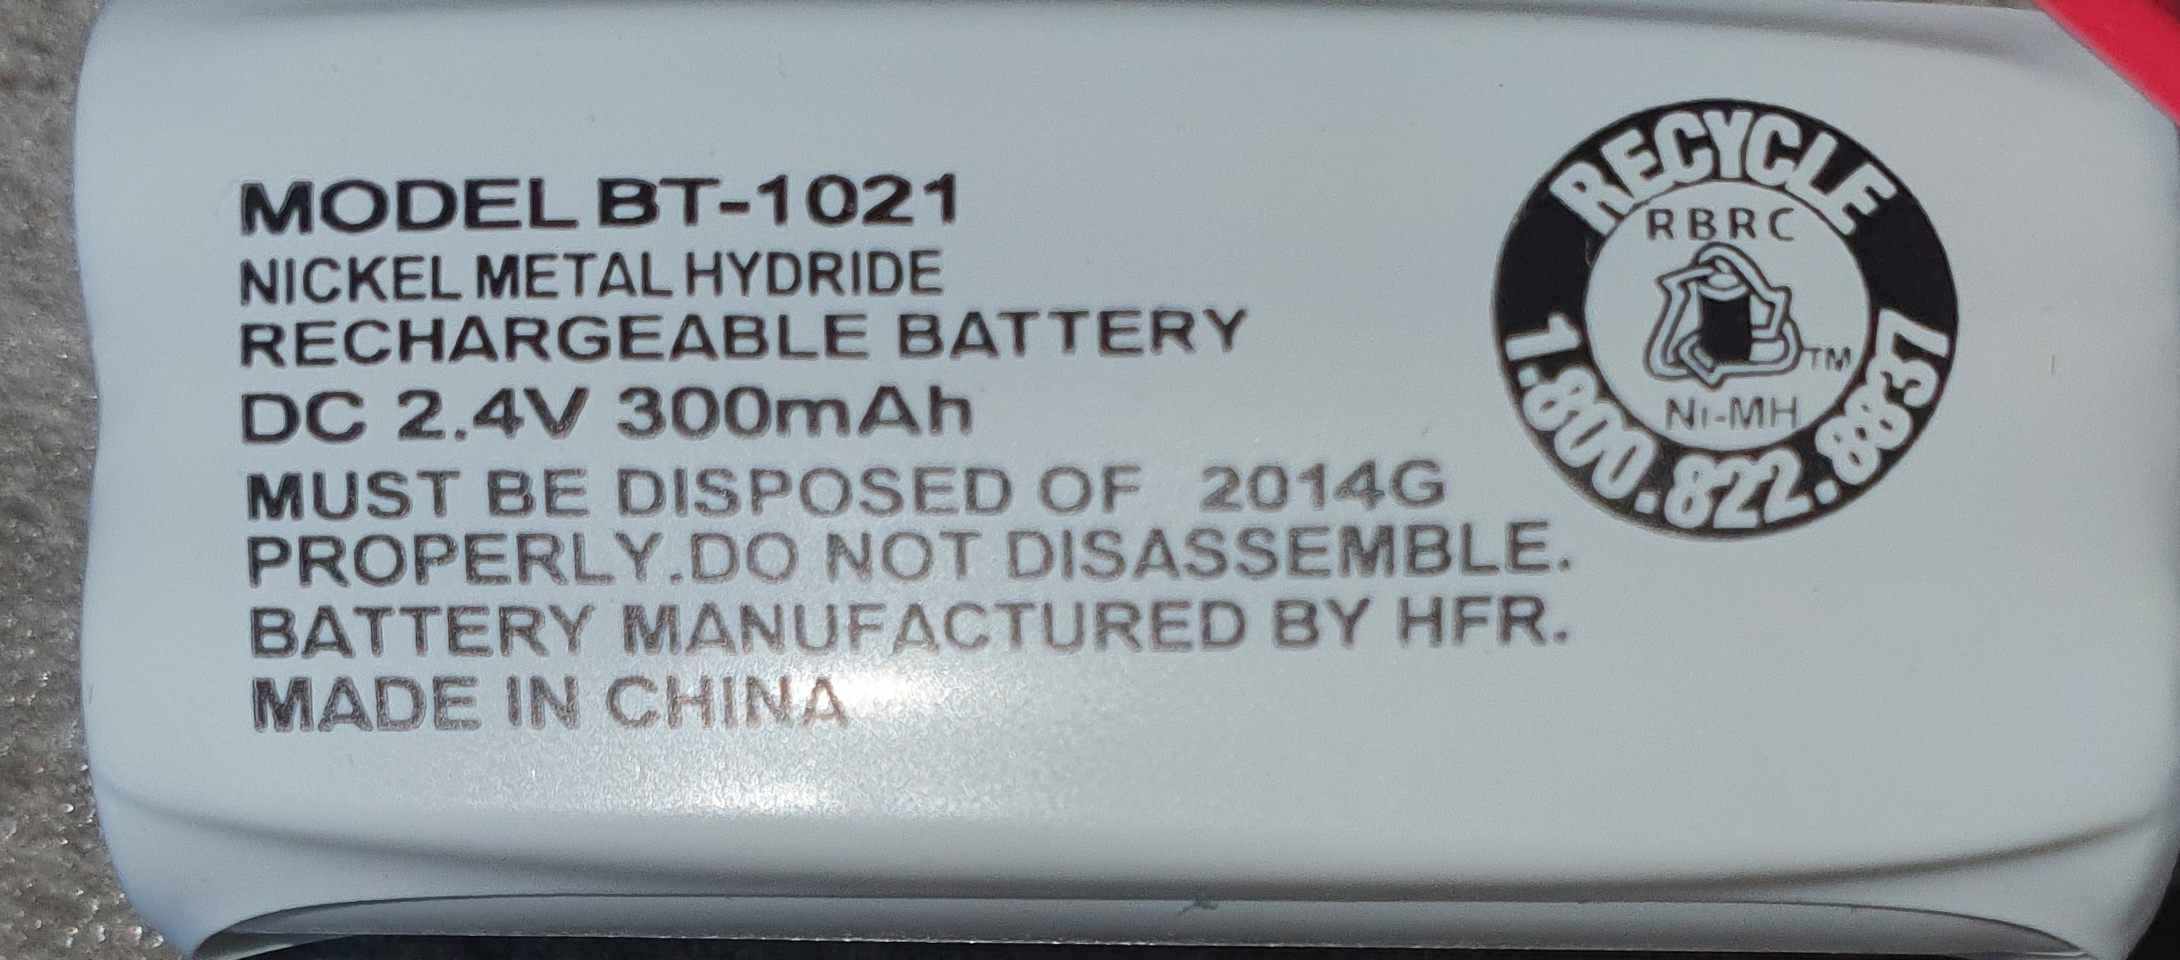 MODEL BT-1021
NICKEL METAL HYDRIDE
RECHARGEABLE BATTERY
DC 2.4V 300mAh
MUST BE DISPOSED OF 2014G
PROPERLY.DO NOT DISASSEMBLE.
BATTERY MANUFACTURED BY HFR.
MADE IN CHINA
RECYCLE
RBRC
TM
Ni-MH
1.800.822.8837